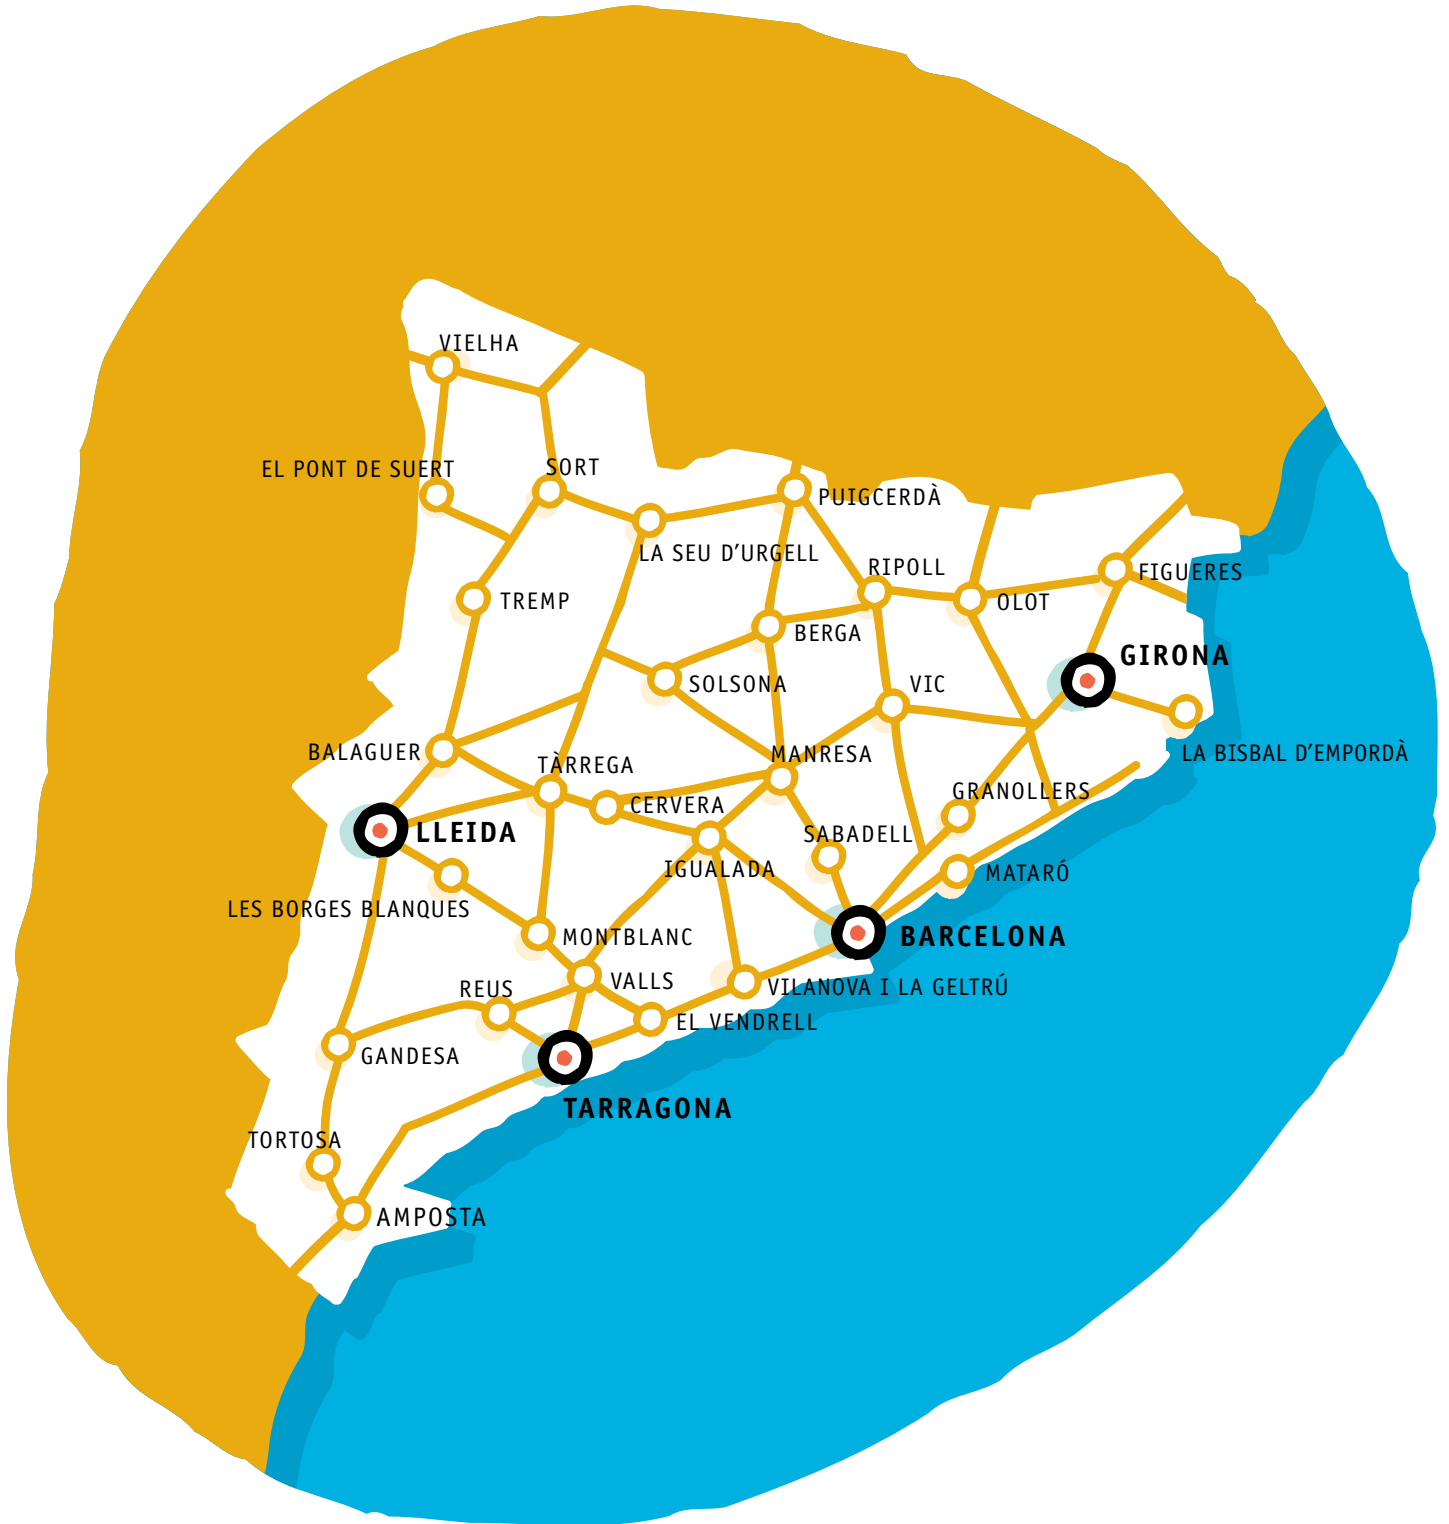 VIELHA
EL PONT DE SUERT
SORT
PUIGCERDÀ
LA SEU D'URGELL
RIPOLL
FIGUERES
TREMP
OLOT
BERGA
GIRONA
SOLSONA
VIC
BALAGUER
TÀRREGA
MANRESA
LA BISBAL D'EMPORDÀ
GRANOLLERS
CERVERA
LLEIDA
SABADELL
IGUALADA
MATARÓ
LES BORGES BLANQUES
MONTBLANC
BARCELONA
VALLS
REUS
VILANOVA I LA GELTRÚ
EL VENDRELL
GANDESA
TARRAGONA
TORTOSA
AMPOSTA